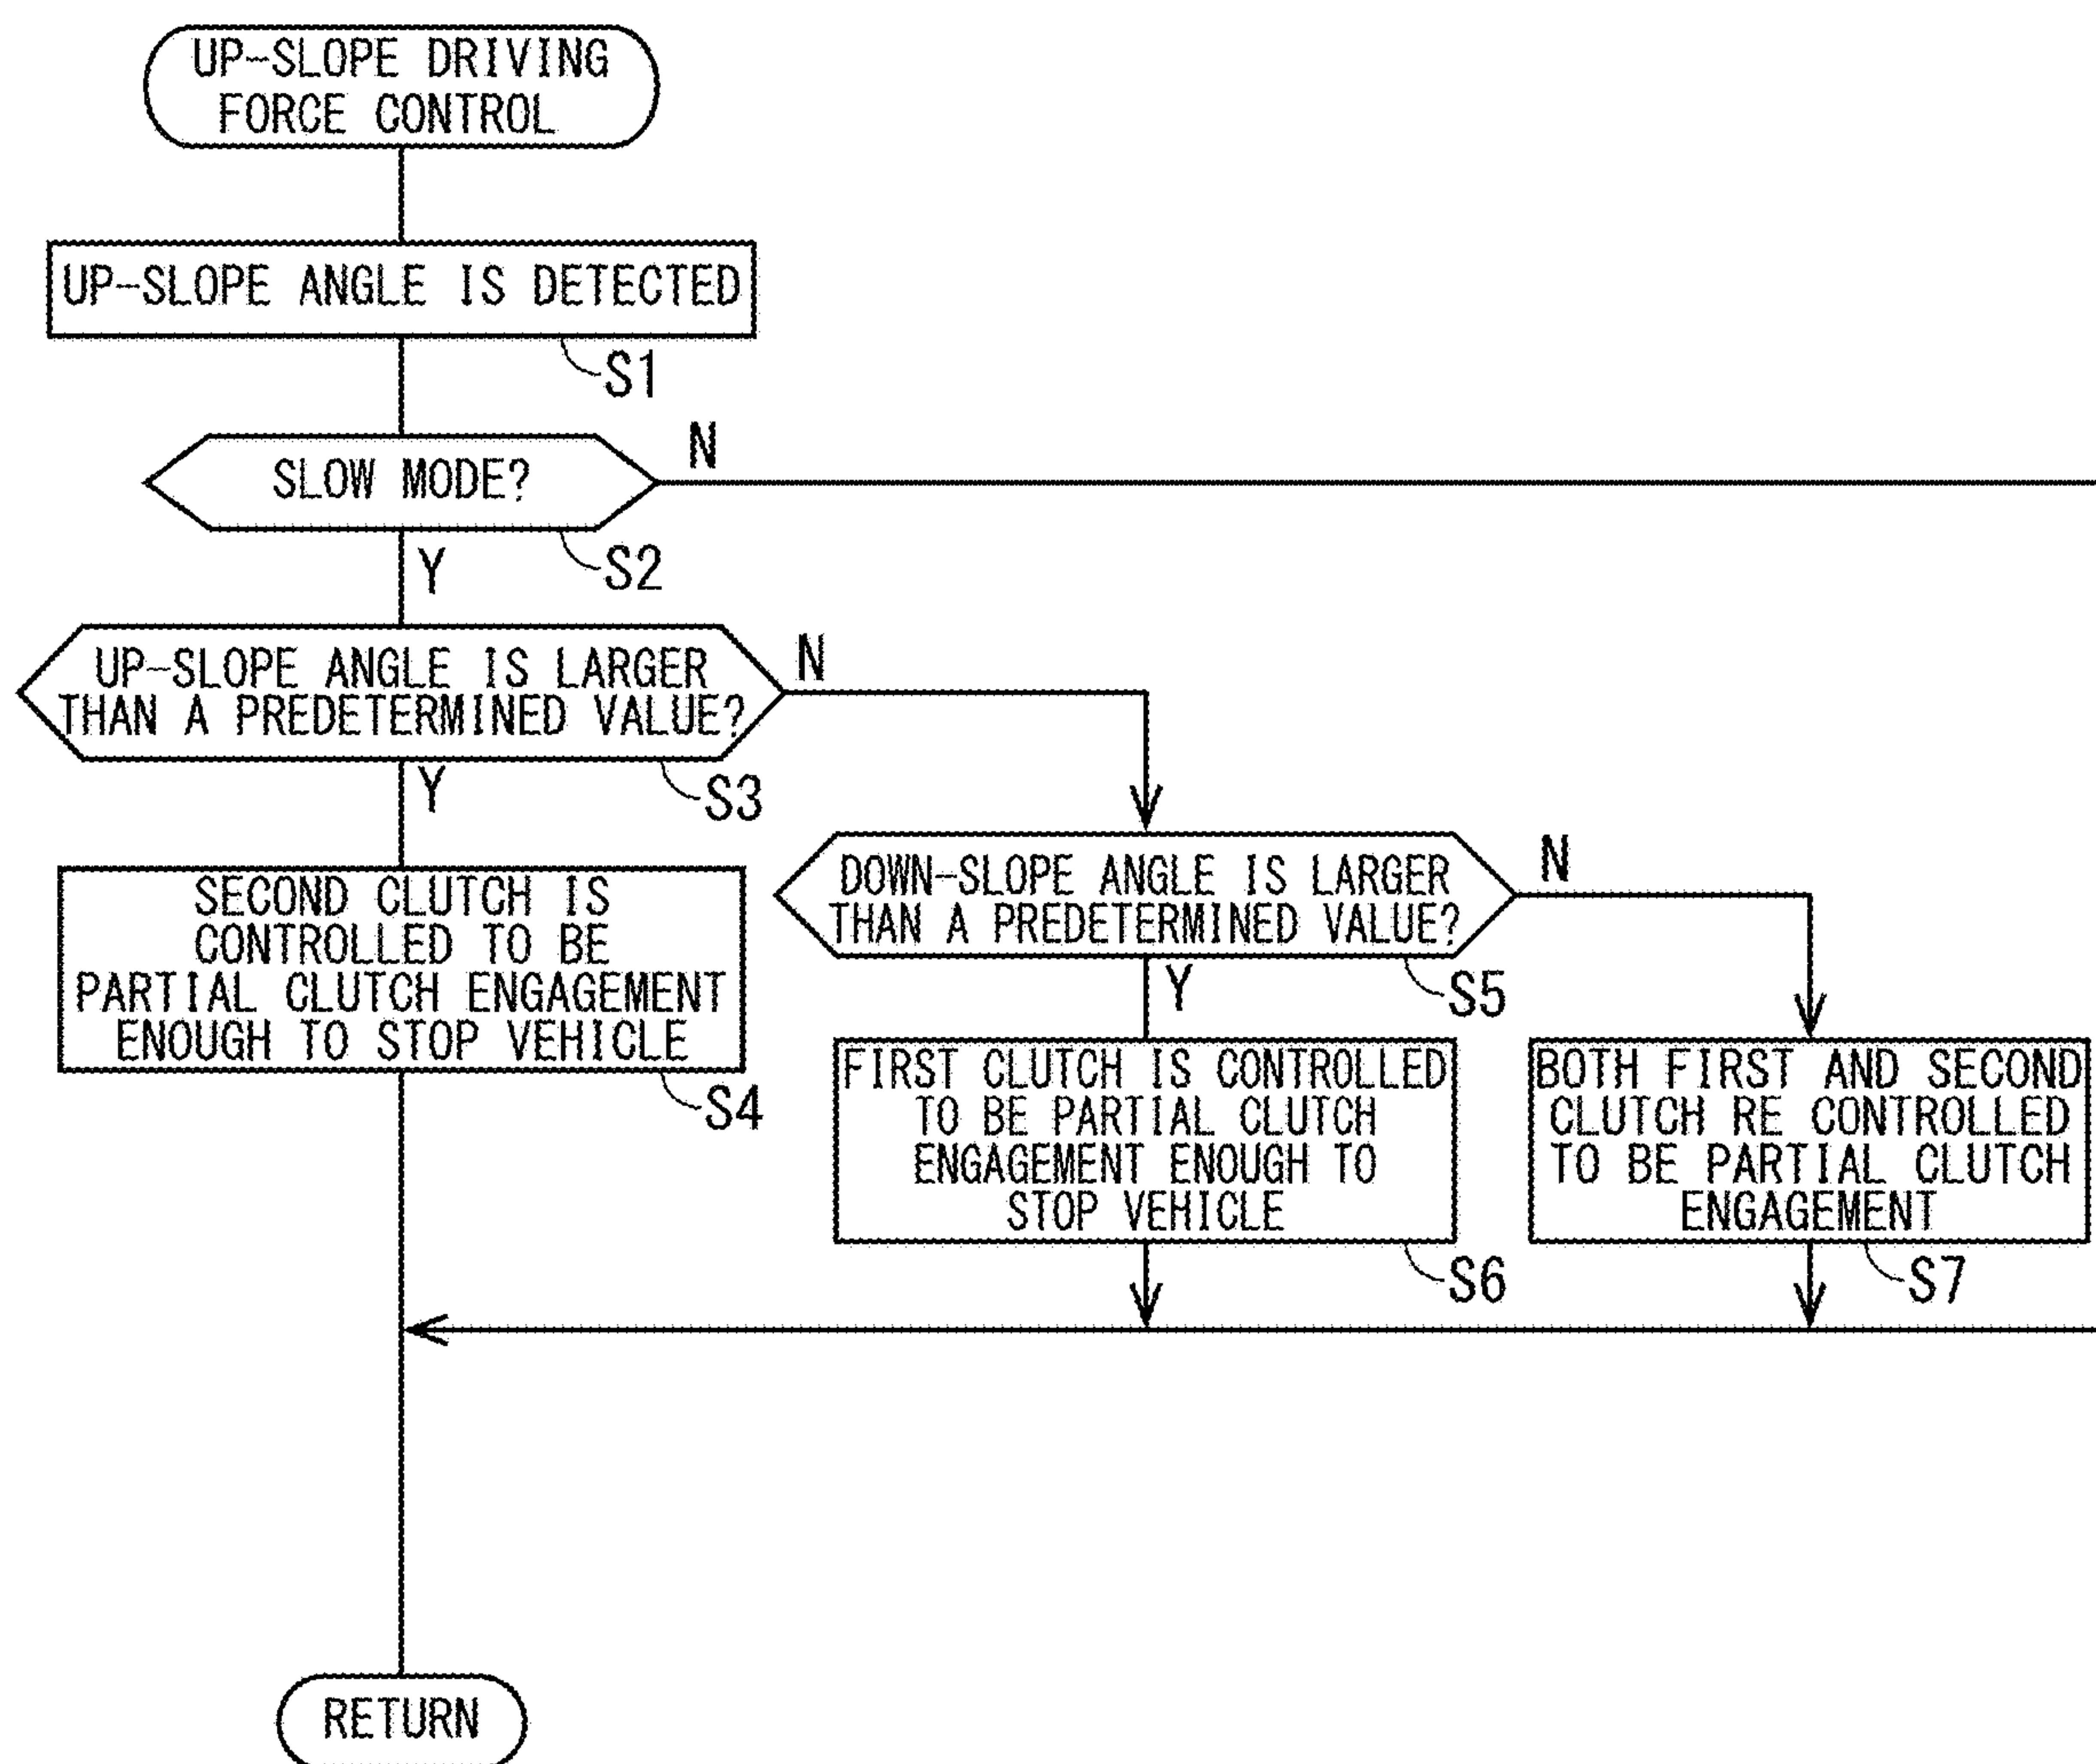 UP-SLOPE DRIVING
FORCE CONTROL
UP-SLOPE ANGLE IS DETECTED
S1
SLOW MODE?
N
S2
Y
UP-SLOPE ANGLE IS LARGER
THAN A PREDETERMINED VALUE?
N
S3
Y
SECOND CLUTCH IS
CONTROLLED TO BE
PARTIAL CLUTCH ENGAGEMENT
ENOUGH TO STOP VEHICLE
S4
DOWN-SLOPE ANGLE IS LARGER
THAN A PREDETERMINED VALUE?
N
S5
Y
FIRST CLUTCH IS CONTROLLED
TO BE PARTIAL CLUTCH
ENGAGEMENT ENOUGH TO
STOP VEHICLE
S6
BOTH FIRST AND SECOND
CLUTCH RE CONTROLLED
TO BE PARTIAL CLUTCH
ENGAGEMENT
S7
RETURN